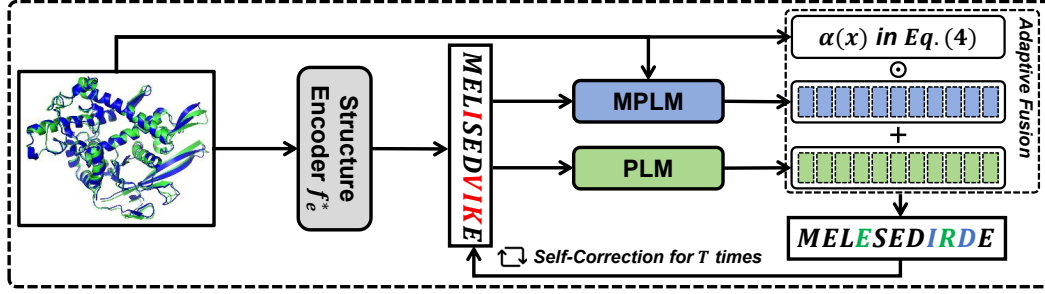 α(x) in Eq. (4)
Adaptive Fusion
⊙
MPLM
+
PLM
Structure
Encoder f*e
MELISEDVIKE
MELESEDIRDE
Self-Correction for T times